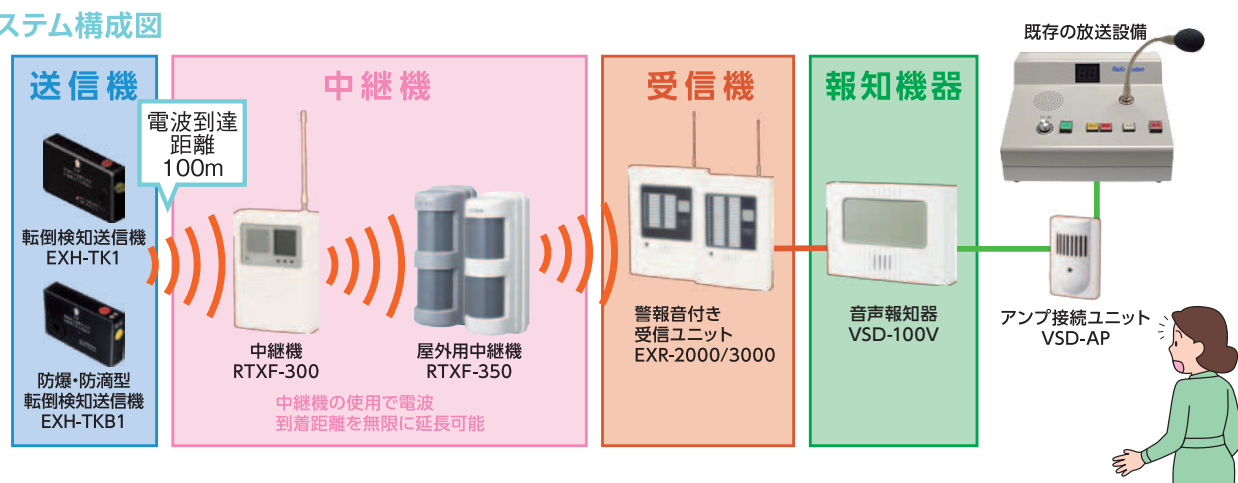 ステム構成図
送信機
電波到達
距離
100m
転倒検知送信機
EXH-TK1
防爆・防滴型
転倒検知送信機
EXH-TKB1
中継機
中継機
RTXF-300
屋外用中継機
RTXF-350
中継機の使用で電波
到着距離を無限に延長可能
受信機
警報音付き
受信ユニット
EXR-2000/3000
報知機器
音声報知器
VSD-100V
既存の放送設備
アンプ接続ユニット
VSD-AP